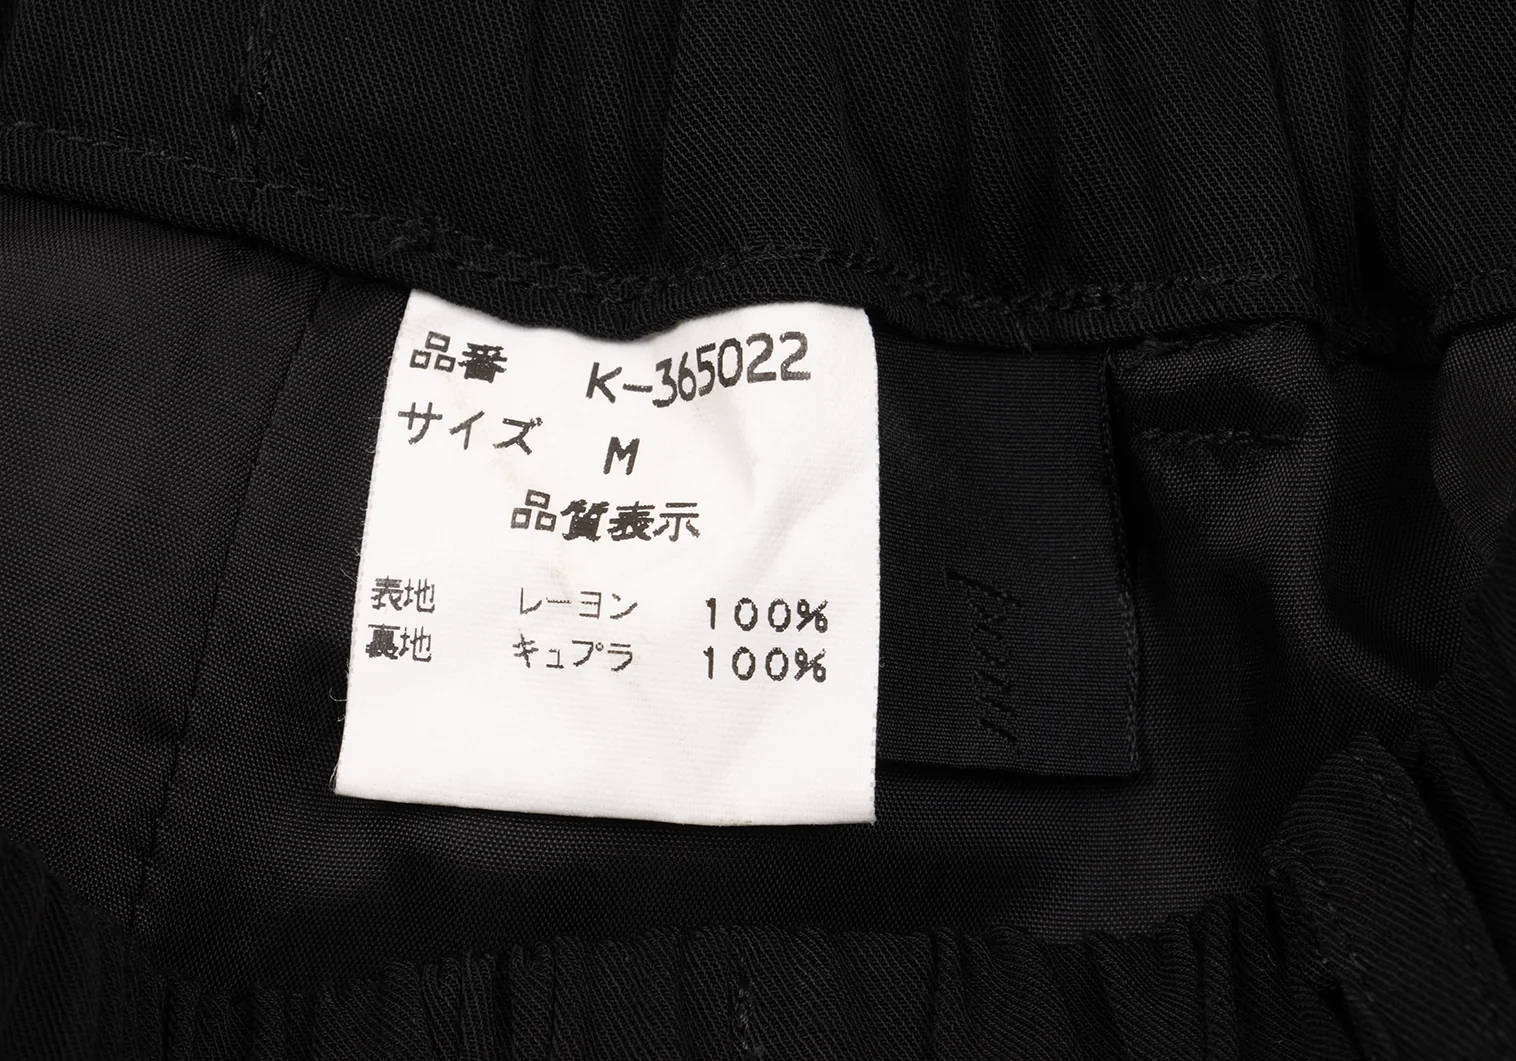 品番 K-365022
サイズ M
品質表示
表地 レーヨン 100%
裏地 キュプラ 100%